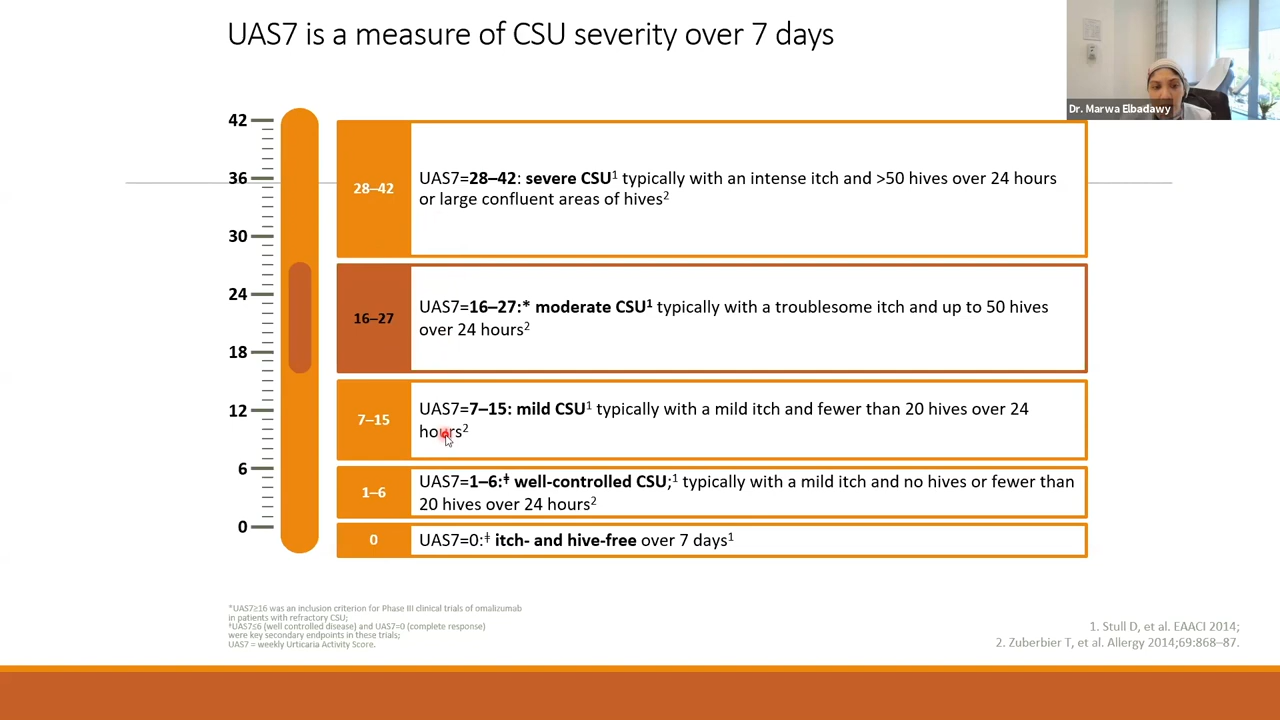 UAS7 is a measure of CSU severity over 7 days
Dr. Marwa Elbadawy
42
36
30
24
18
12
6
0
28–42
UAS7=28–42: severe CSU¹ typically with an intense itch and >50 hives over 24 hours
or large confluent areas of hives²
16–27
UAS7=16–27:* moderate CSU¹ typically with a troublesome itch and up to 50 hives
over 24 hours²
7–15
UAS7=7–15: mild CSU¹ typically with a mild itch and fewer than 20 hives over 24
hours²
1–6
UAS7=1–6:ǂ well-controlled CSU;¹ typically with a mild itch and no hives or fewer than
20 hives over 24 hours²
0
UAS7=0:ǂ itch- and hive-free over 7 days¹
*UAS7≥16 was an inclusion criterion for Phase III clinical trials of omalizumab
in patients with refractory CSU;
ǂUAS7≤6 (well controlled disease) and UAS7=0 (complete response)
were key secondary endpoints in these trials;
UAS7 = weekly Urticaria Activity Score.
1. Stull D, et al. EAACI 2014;
2. Zuberbier T, et al. Allergy 2014;69:868–87.